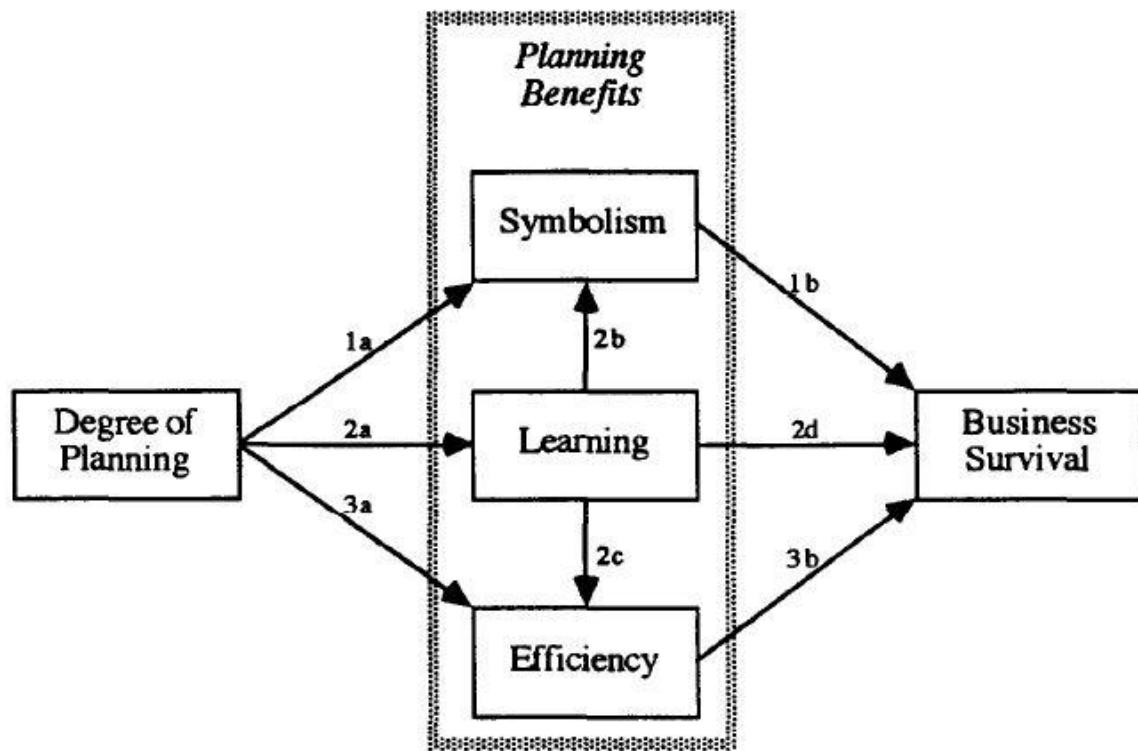 Planning
Benefits
Symbolism
1b
1a
2b
Degree of
Planning
2a
Learning
2d
Business
Survival
3a
2c
3b
Efficiency